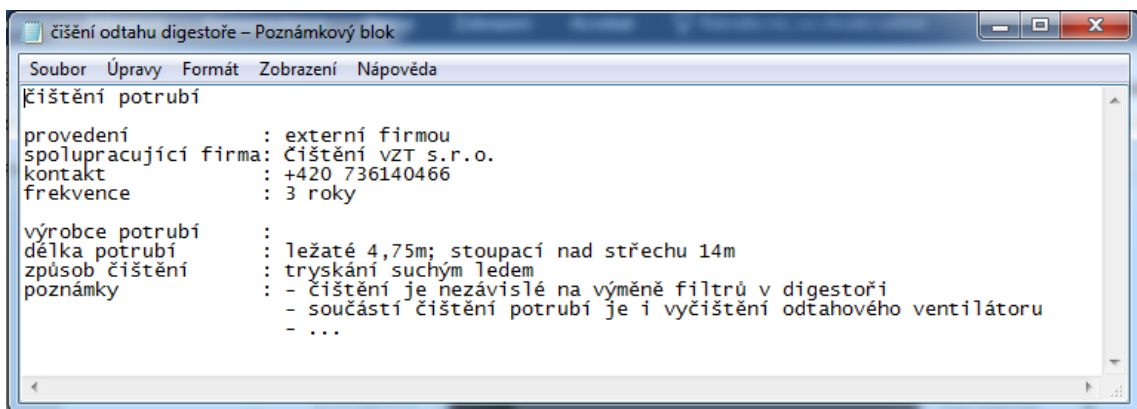 čišění odtahu digestoře – Poznámkový blok
Soubor Úpravy Formát Zobrazení Nápověda
čištění potrubí
provedení : externí firmou
spolupracující firma: Čištění VZT s.r.o.
kontakt : +420 736140466
frekvence : 3 roky
výrobce potrubí :
délka potrubí : ležaté 4,75m; stoupací nad střechu 14m
způsob čištění : tryskání suchým ledem
poznámky : - čištění je nezávislé na výměně filtrů v digestoři
- součástí čištění potrubí je i vyčištění odtahového ventilátoru
- ...